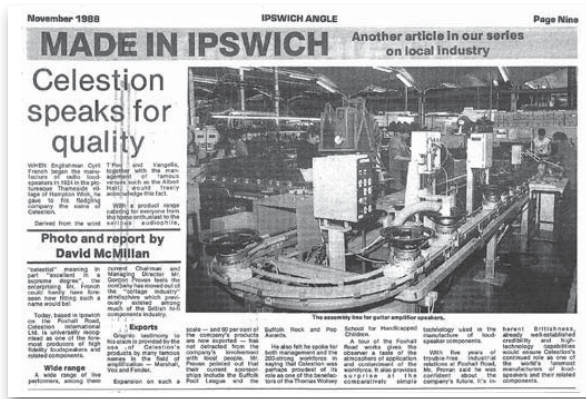 November 1988
IPSWICH ANGLE
Page Nine
MADE IN IPSWICH
Another article in our series
on local industry
Celestion
speaks for
quality
WHEN Englishman Cyril
French began the manu-
facture of radio loud-
speakers in 1924 in the pic-
turesque Thameside vil-
lage of Hampton Wick, he
gave to his fledgling
company the name of
Celestion.
Derived from the word
T'Pau and Vangelis,
together with the man-
agement of famous
venues such as the Albert
Hall, would freely
acknowledge this fact.
With a product range
catering for everyone from
the home enthusiast to the
serious audiophile,
Photo and report by
David McMillan
"celestial" meaning in
part "excellent in a
supreme degree", the
enterprising Mr. French
could hardly have fore-
seen how fitting such a
name would be!
Today, based in Ipswich
on the Foxhall Road,
Celestion International
Ltd. is universally recog-
nised as one of the fore-
most producers of high
fidelity loudspeakers and
related components.
Wide range
A wide range of live
performers, among them
current Chairman and
Managing Director Mr.
Gordon Provan feels the
company has moved out of
the "cottage industry"
atmosphere which previ-
ously existed among
much of the British hi-fi
components industry.
Exports
Graphic testimony to
his claim is provided by the
use of Celestion's
products by many famous
names in the field of
amplification — Marshall,
Vox and Fender.
Expansion on such a
The assembly line for guitar amplifier speakers.
scale — and 90 per cent of
the company's products
are now exported — has
not detracted from the
company's involvement
with local people. Mr.
Provan pointed out that
their current sponsor-
ships include the Suffolk
Pool League and the
Suffolk Rock and Pop
Awards.
He also felt he spoke for
both management and the
200-strong workforce in
saying that Celestion was
perhaps proudest of its
role as one of the benefac-
tors of the Thomas Wolsey
School for Handicapped
Children.
A tour of the Foxhall
Road works gives the
observer a taste of the
atmosphere of application
and contentment of the
workforce. It also provides
surprise at the
comparatively simple
technology used in the
manufacture of loud-
speaker components.
With five years of
trouble-free industrial
relations at Foxhall Road,
Mr. Provan said he was
confident about the
company's future. It's in-
herent Britishness,
already well-established
credibility and high-
technology capabilities
would ensure Celestion's
continued role as one of
the world's foremost
manufacturers of loud-
speakers and their related
components.